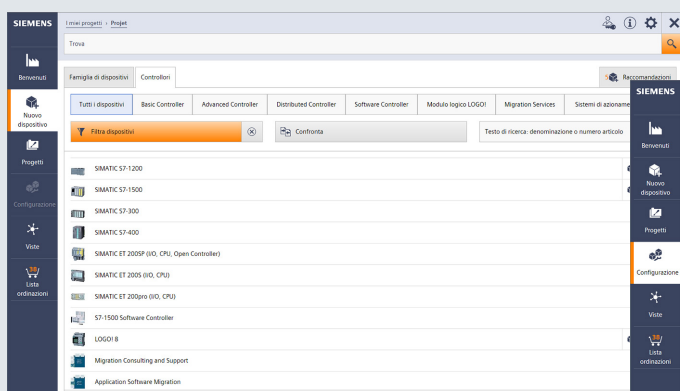 SIEMENS
I miei progetti › Projet
Trova
Benvenuti
Nuovo
dispositivo
Progetti
Configurazione
Viste
Lista
ordinazioni
Famiglia di dispositivi
Controllori
Raccomandazioni
Tutti i dispositivi
Basic Controller
Advanced Controller
Distributed Controller
Software Controller
Modulo logico LOGO!
Migration Services
Sistemi di azioname
Filtra dispositivi
Confronta
Testo di ricerca: denominazione o numero articolo
SIMATIC S7-1200
SIMATIC S7-1500
SIMATIC S7-300
SIMATIC S7-400
SIMATIC ET 200SP (I/O, CPU, Open Controller)
SIMATIC ET 200S (I/O, CPU)
SIMATIC ET 200pro (I/O, CPU)
S7-1500 Software Controller
LOGO! 8
Migration Consulting and Support
Application Software Migration
SIEMENS
Benvenuti
Nuovo
dispositivo
Progetti
Configurazione
Viste
Lista
ordinazioni